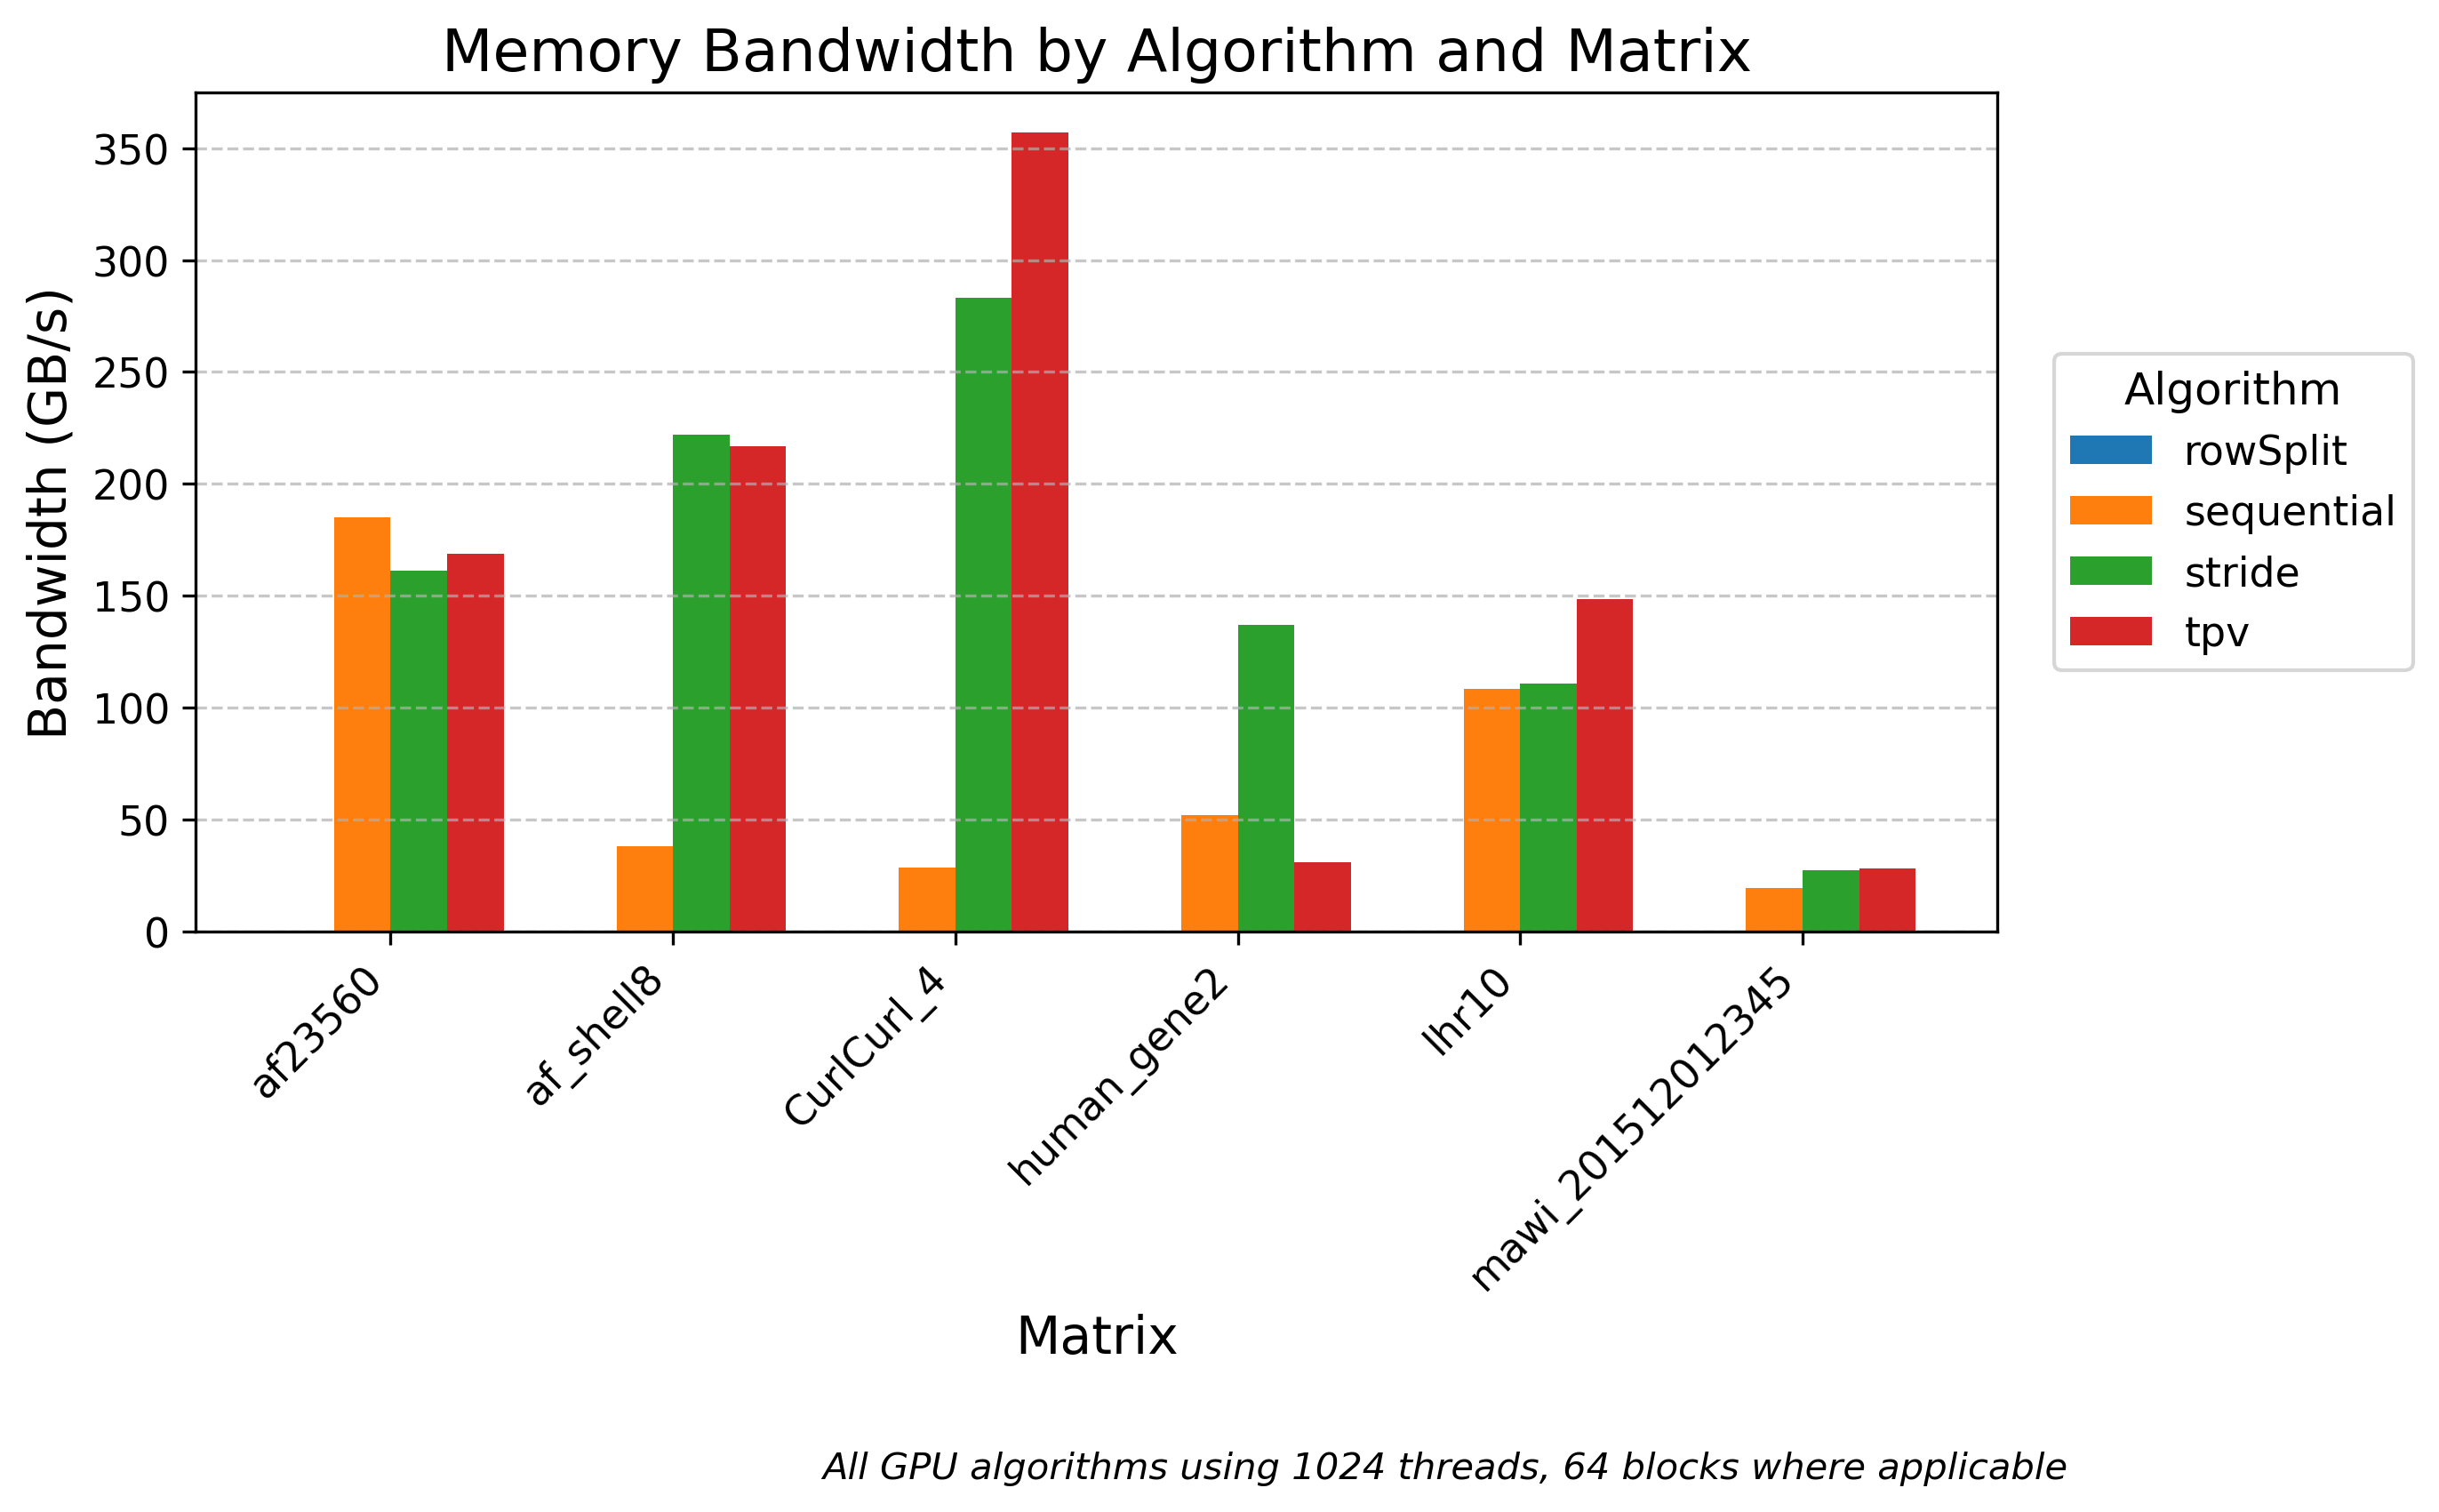 Memory Bandwidth by Algorithm and Matrix
Bandwidth (GB/s)
350
300
250
200
150
100
50
0
af23560
af_shell8
CurlCurl_4
human_gene2
lhr10
mawi_201512012345
Matrix
Algorithm
rowSplit
sequential
stride
tpv
All GPU algorithms using 1024 threads, 64 blocks where applicable